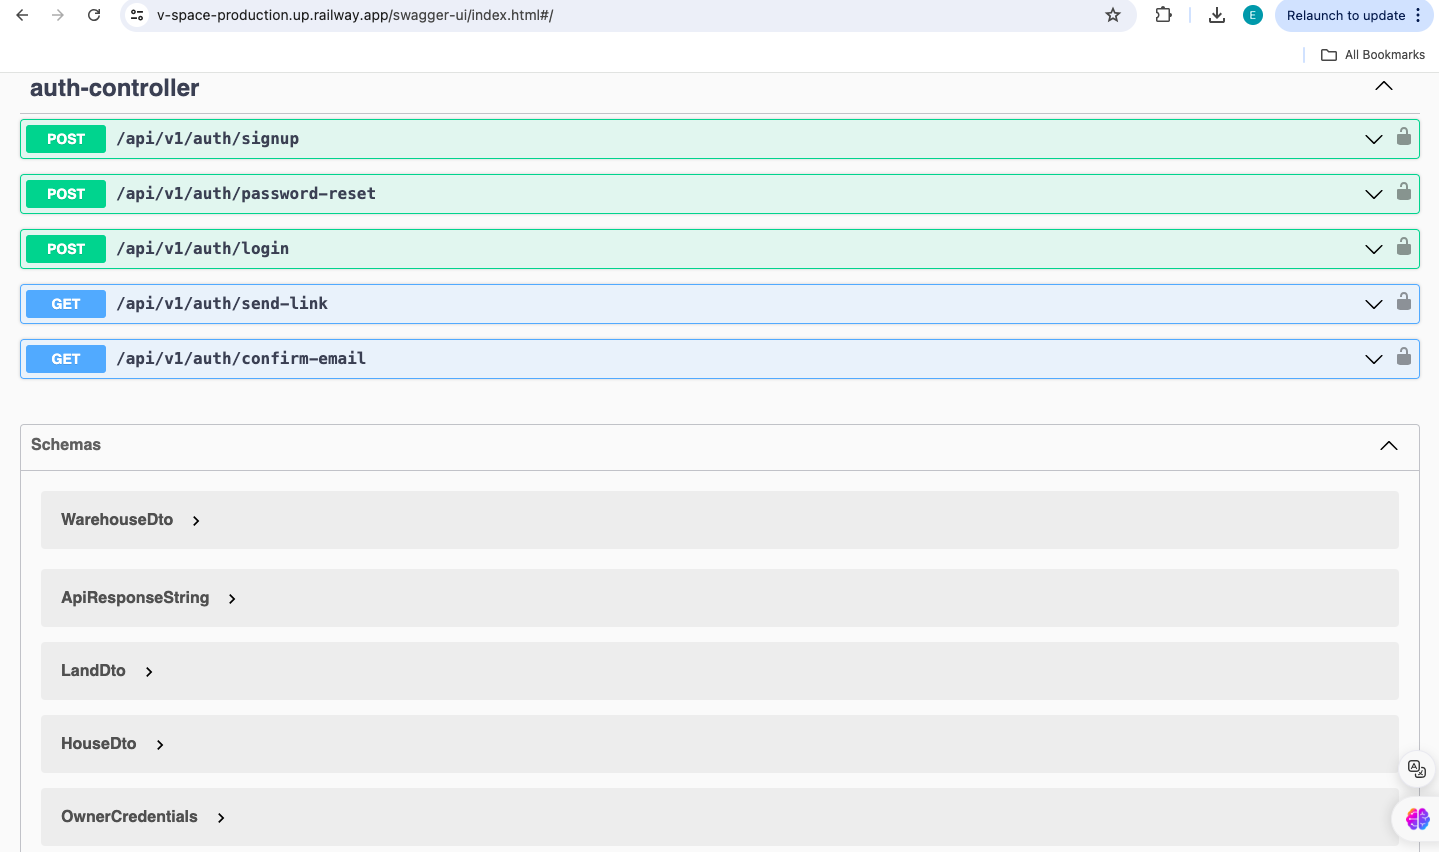 v-space-production.up.railway.app/swagger-ui/index.html#/
E
Relaunch to update
All Bookmarks
auth-controller
POST /api/v1/auth/signup
POST /api/v1/auth/password-reset
POST /api/v1/auth/login
GET /api/v1/auth/send-link
GET /api/v1/auth/confirm-email
Schemas
WarehouseDto
ApiResponseString
LandDto
HouseDto
OwnerCredentials